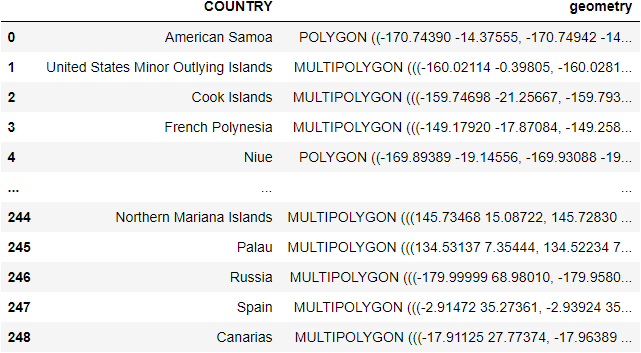 COUNTRY geometry
0 American Samoa POLYGON ((-170.74390 -14.37555, -170.74942 -14...
1 United States Minor Outlying Islands MULTIPOLYGON (((-160.02114 -0.39805, -160.0281...
2 Cook Islands MULTIPOLYGON (((-159.74698 -21.25667, -159.793...
3 French Polynesia MULTIPOLYGON (((-149.17920 -17.87084, -149.258...
4 Niue POLYGON ((-169.89389 -19.14556, -169.93088 -19...
... ... ...
244 Northern Mariana Islands MULTIPOLYGON (((145.73468 15.08722, 145.72830 ...
245 Palau MULTIPOLYGON (((134.53137 7.35444, 134.52234 7...
246 Russia MULTIPOLYGON (((-179.99999 68.98010, -179.9580...
247 Spain MULTIPOLYGON (((-2.91472 35.27361, -2.93924 35...
248 Canarias MULTIPOLYGON (((-17.91125 27.77374, -17.96389 ...